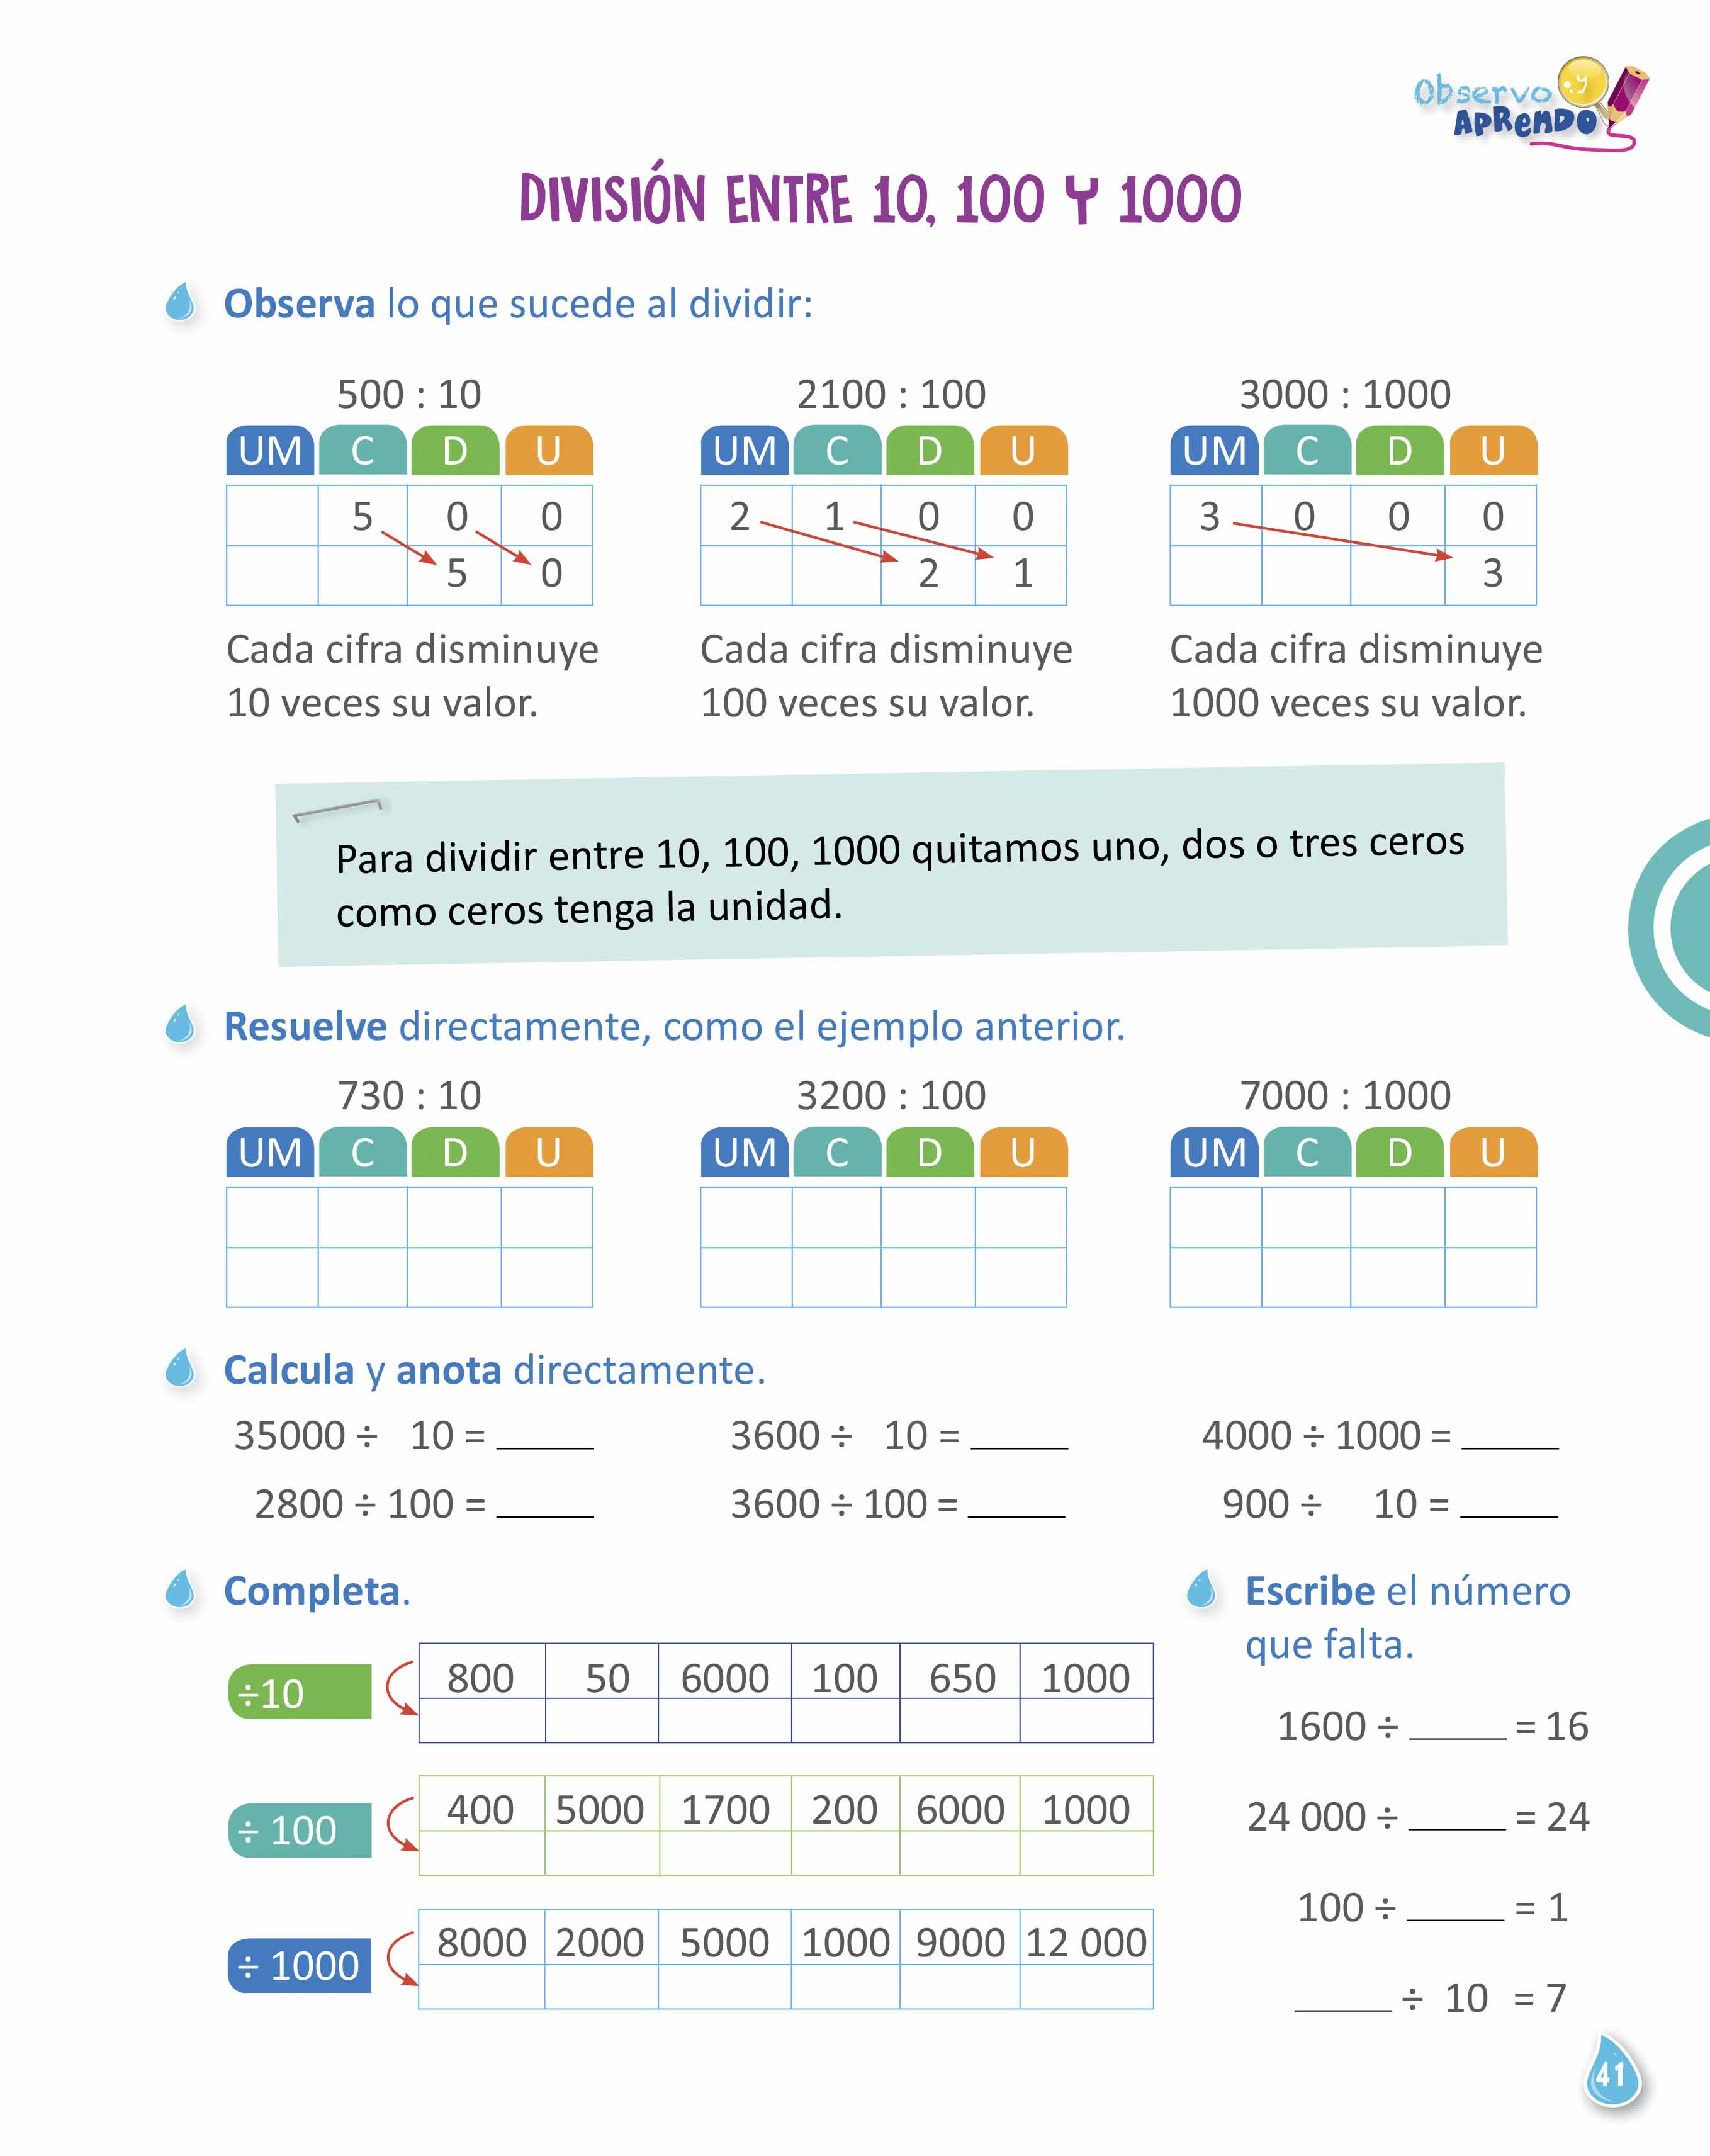 Observo y
APRENDO
DIVISIÓN ENTRE 10, 100 Y 1000
Observa lo que sucede al dividir:
500 : 10
UM C D U
5 0 0
5 0
Cada cifra disminuye
10 veces su valor.
2100 : 100
UM C D U
2 1 0 0
2 1
Cada cifra disminuye
100 veces su valor.
3000 : 1000
UM C D U
3 0 0 0
3
Cada cifra disminuye
1000 veces su valor.
Para dividir entre 10, 100, 1000 quitamos uno, dos o tres ceros
como ceros tenga la unidad.
Resuelve directamente, como el ejemplo anterior.
730 : 10
UM C D U
3200 : 100
UM C D U
7000 : 1000
UM C D U
Calcula y anota directamente.
35000 ÷ 10 = _____ 3600 ÷ 10 = _____ 4000 ÷ 1000 = _____
2800 ÷ 100 = _____ 3600 ÷ 100 = _____ 900 ÷ 10 = _____
Completa.
÷10
800 50 6000 100 650 1000
÷ 100
400 5000 1700 200 6000 1000
÷ 1000
8000 2000 5000 1000 9000 12 000
Escribe el número
que falta.
1600 ÷ _____ = 16
24 000 ÷ _____ = 24
100 ÷ _____ = 1
_____ ÷ 10 = 7
41